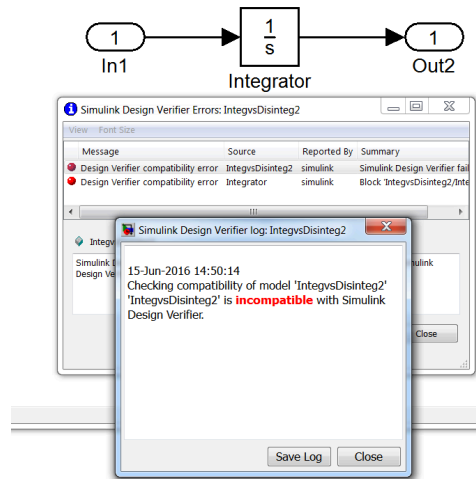 1
In1
1
s
Integrator
1
Out2
Simulink Design Verifier Errors: IntegvsDisinteg2
View Font Size
Message Source Reported By Summary
Design Verifier compatibility error IntegvsDisinteg2 simulink Simulink Design Verifier fail
Design Verifier compatibility error Integrator simulink Block 'IntegvsDisinteg2/Inte
Simulink Design Verifier log: IntegvsDisinteg2
15-Jun-2016 14:50:14
Checking compatibility of model 'IntegvsDisinteg2'
'IntegvsDisinteg2' is incompatible with Simulink
Design Verifier.
Close
Save Log Close